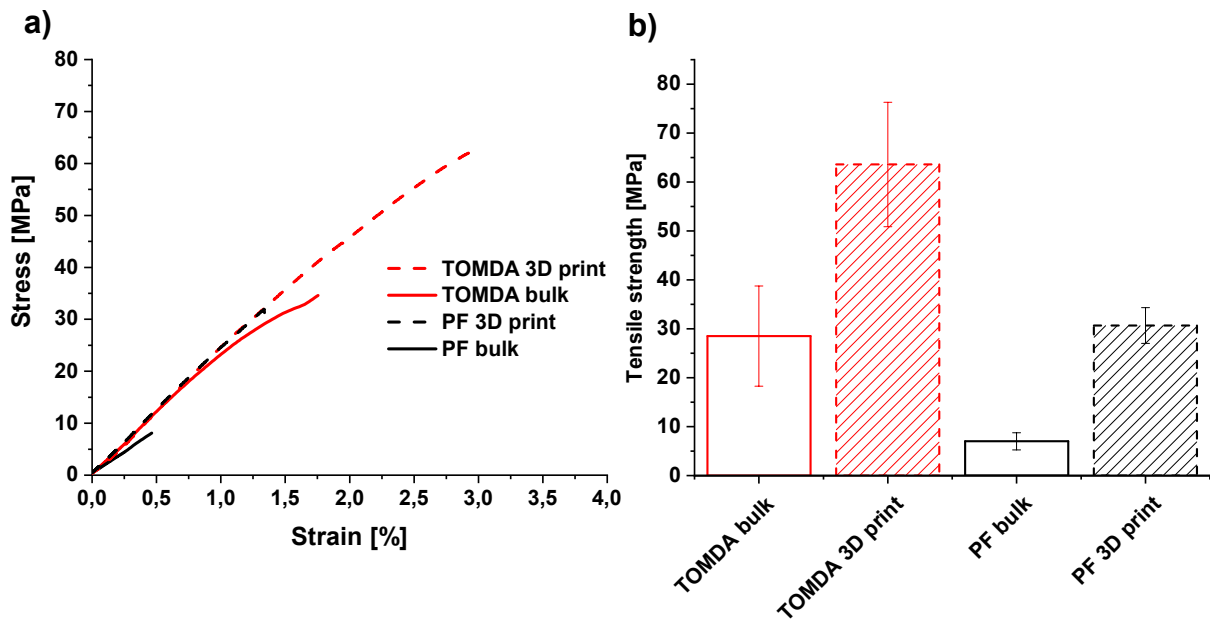 a)
80
70
60
50
40
30
20
10
0
Stress [MPa]
0,0 0,5 1,0 1,5 2,0 2,5 3,0 3,5 4,0
Strain [%]
TOMDA 3D print
TOMDA bulk
PF 3D print
PF bulk
b)
80
70
60
50
40
30
20
10
0
Tensile strength [MPa]
TOMDA bulk
TOMDA 3D print
PF bulk
PF 3D print